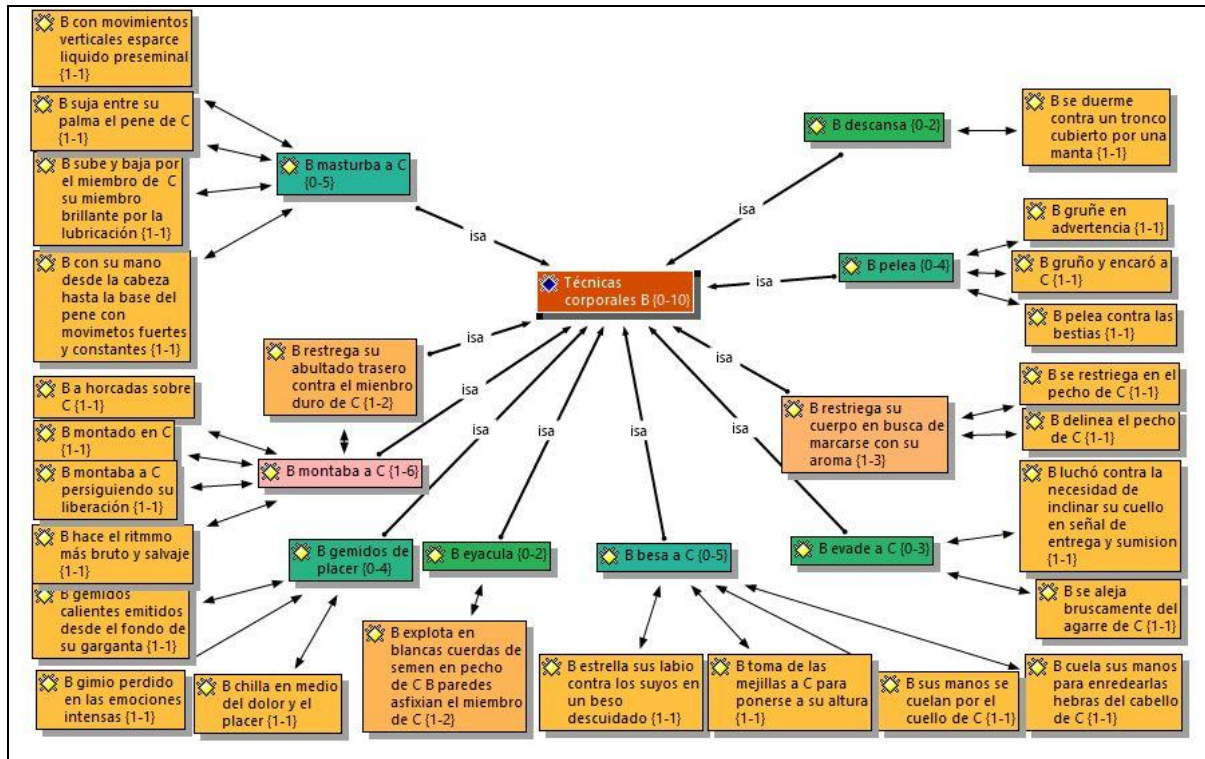 B con movimientos
verticales esparce
liquido preseminal
{1-1}
B suja entre su
palma el pene de C
{1-1}
B sube y baja por
el miembro de C
su miembro
brillante por la
lubricación {1-1}
B con su mano
desde la cabeza
hasta la base del
pene con
movimetos fuertes
y constantes {1-1}
B masturba a C
{0-5}
isa
B descansa {0-2}
B se duerme
contra un tronco
cubierto por una
manta {1-1}
isa
B gruñe en
advertencia {1-1}
B gruño y encaró a
C {1-1}
B pelea contra las
bestias {1-1}
B pelea {0-4}
isa
Técnicas
corporales B {0-10}
isa
B restrega su
abultado trasero
contra el mienbro
duro de C {1-2}
isa
isa
isa
isa
isa
isa
B a horcadas sobre
C {1-1}
B montado en C
{1-1}
B montaba a C
persiguiendo su
liberación {1-1}
B hace el ritmmo
más bruto y salvaje
{1-1}
B montaba a C {1-6}
B restriega su
cuerpo en busca de
marcarse con su
aroma {1-3}
B se restriega en el
pecho de C {1-1}
B delinea el pecho
de C {1-1}
B luchó contra la
necesidad de
inclinar su cuello
en señal de
entrega y sumision
{1-1}
B se aleja
bruscamente del
agarre de C {1-1}
B gemidos de
placer {0-4}
B eyacula {0-2}
B besa a C {0-5}
B evade a C {0-3}
B gemidos
calientes emitidos
desde el fondo de
su garganta {1-1}
B gimio perdido
en las emociones
intensas {1-1}
B chilla en medio
del dolor y el
placer {1-1}
B explota en
blancas cuerdas de
semen en pecho
de C B paredes
asfixian el miembro
de C {1-2}
B estrella sus labio
contra los suyos en
un beso
descuidado {1-1}
B toma de las
mejillas a C para
ponerse a su altura
{1-1}
B sus manos se
cuelan por el
cuello de C {1-1}
B cuela sus manos
para enredearlas
hebras del cabello
de C {1-1}